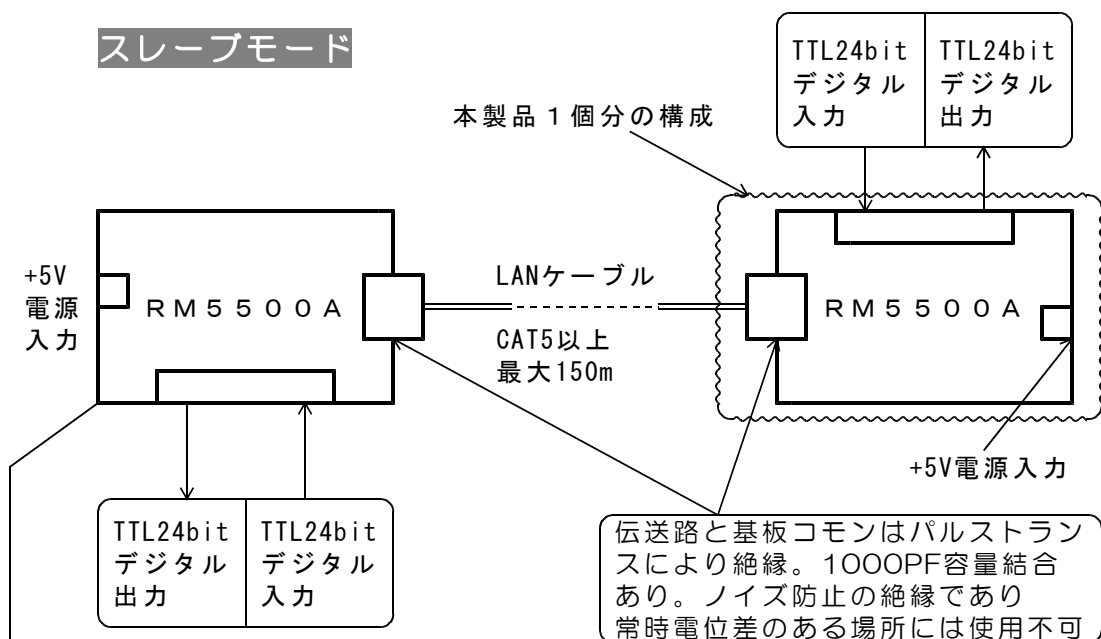 スレーブモード
TTL24bit
デジタル
入力
TTL24bit
デジタル
出力
本製品１個分の構成
+5V
電源
入力
ＲＭ５５００Ａ
LANケーブル
CAT5以上
最大150m
ＲＭ５５００Ａ
+5V電源入力
TTL24bit
デジタル
出力
TTL24bit
デジタル
入力
伝送路と基板コモンはパルストラン
スにより絶縁。1000PF容量結合
あり。ノイズ防止の絶縁であり
常時電位差のある場所には使用不可